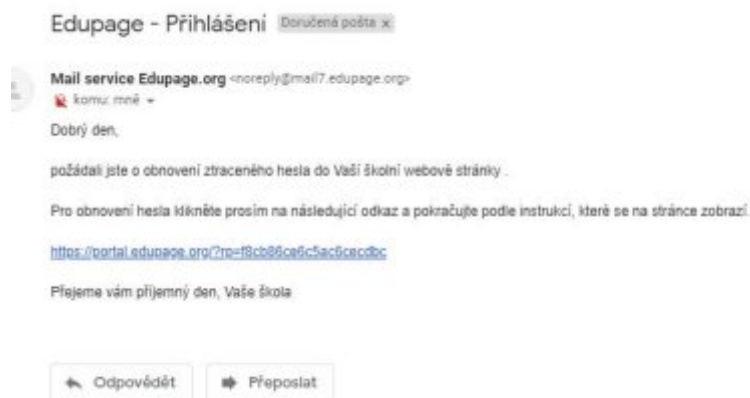 Edupage - Přihlášení Doručená pošta x
Mail service Edupage.org <noreply@mail7.edupage.org>
komu: mně
Dobrý den,
požádali jste o obnovení ztraceného hesla do Vaší školní webové stránky .
Pro obnovení hesla klikněte prosím na následující odkaz a pokračujte podle instrukcí, které se na stránce zobrazí.
https://portal.edupage.org/?rp=f8cb86ce6c5ac6cecdbc
Přejeme vám příjemný den, Vaše škola
Odpovědět Přeposlat